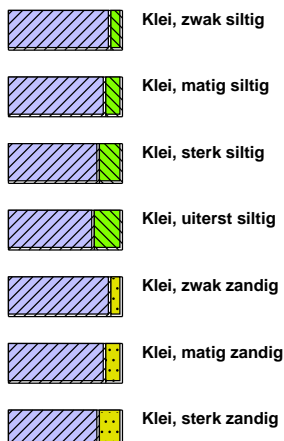 Klei, zwak siltig
Klei, matig siltig
Klei, sterk siltig
Klei, uiterst siltig
Klei, zwak zandig
Klei, matig zandig
Klei, sterk zandig